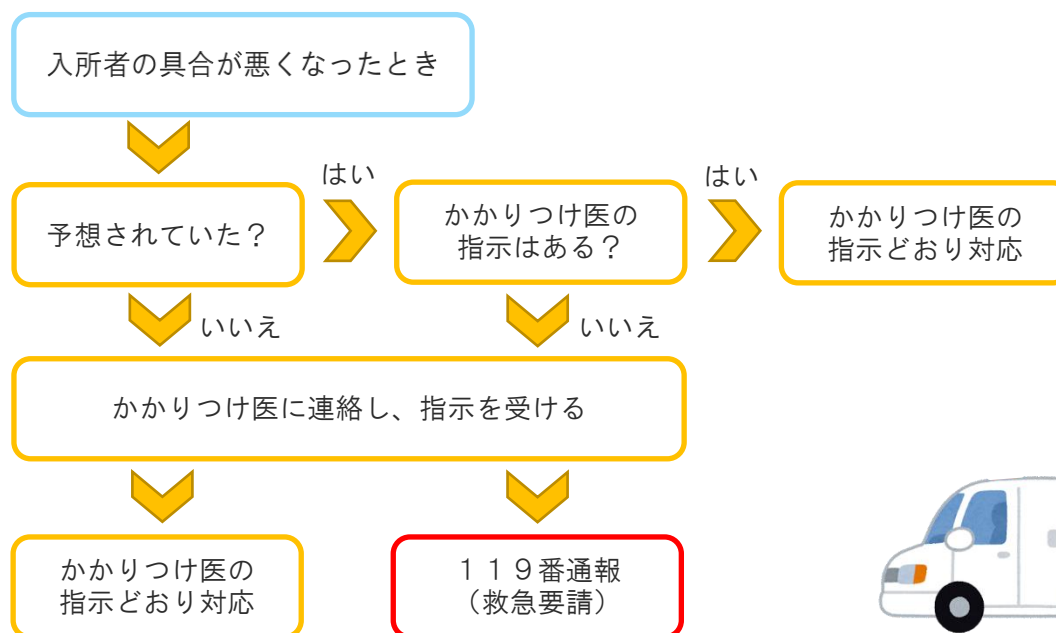 入所者の具合が悪くなったとき
はい
はい
予想されていた？
かかりつけ医の
指示はある？
かかりつけ医の
指示どおり対応
いいえ
いいえ
かかりつけ医に連絡し、指示を受ける
かかりつけ医の
指示どおり対応
１１９番通報
（救急要請）